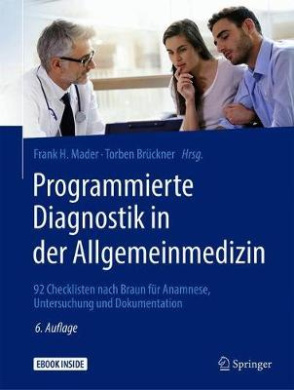 Frank H. Mader · Torben Brückner Hrsg.
Programmierte
Diagnostik in
der Allgemeinmedizin
92 Checklisten nach Braun für Anamnese,
Untersuchung und Dokumentation
6. Auflage
EBOOK INSIDE
Springer